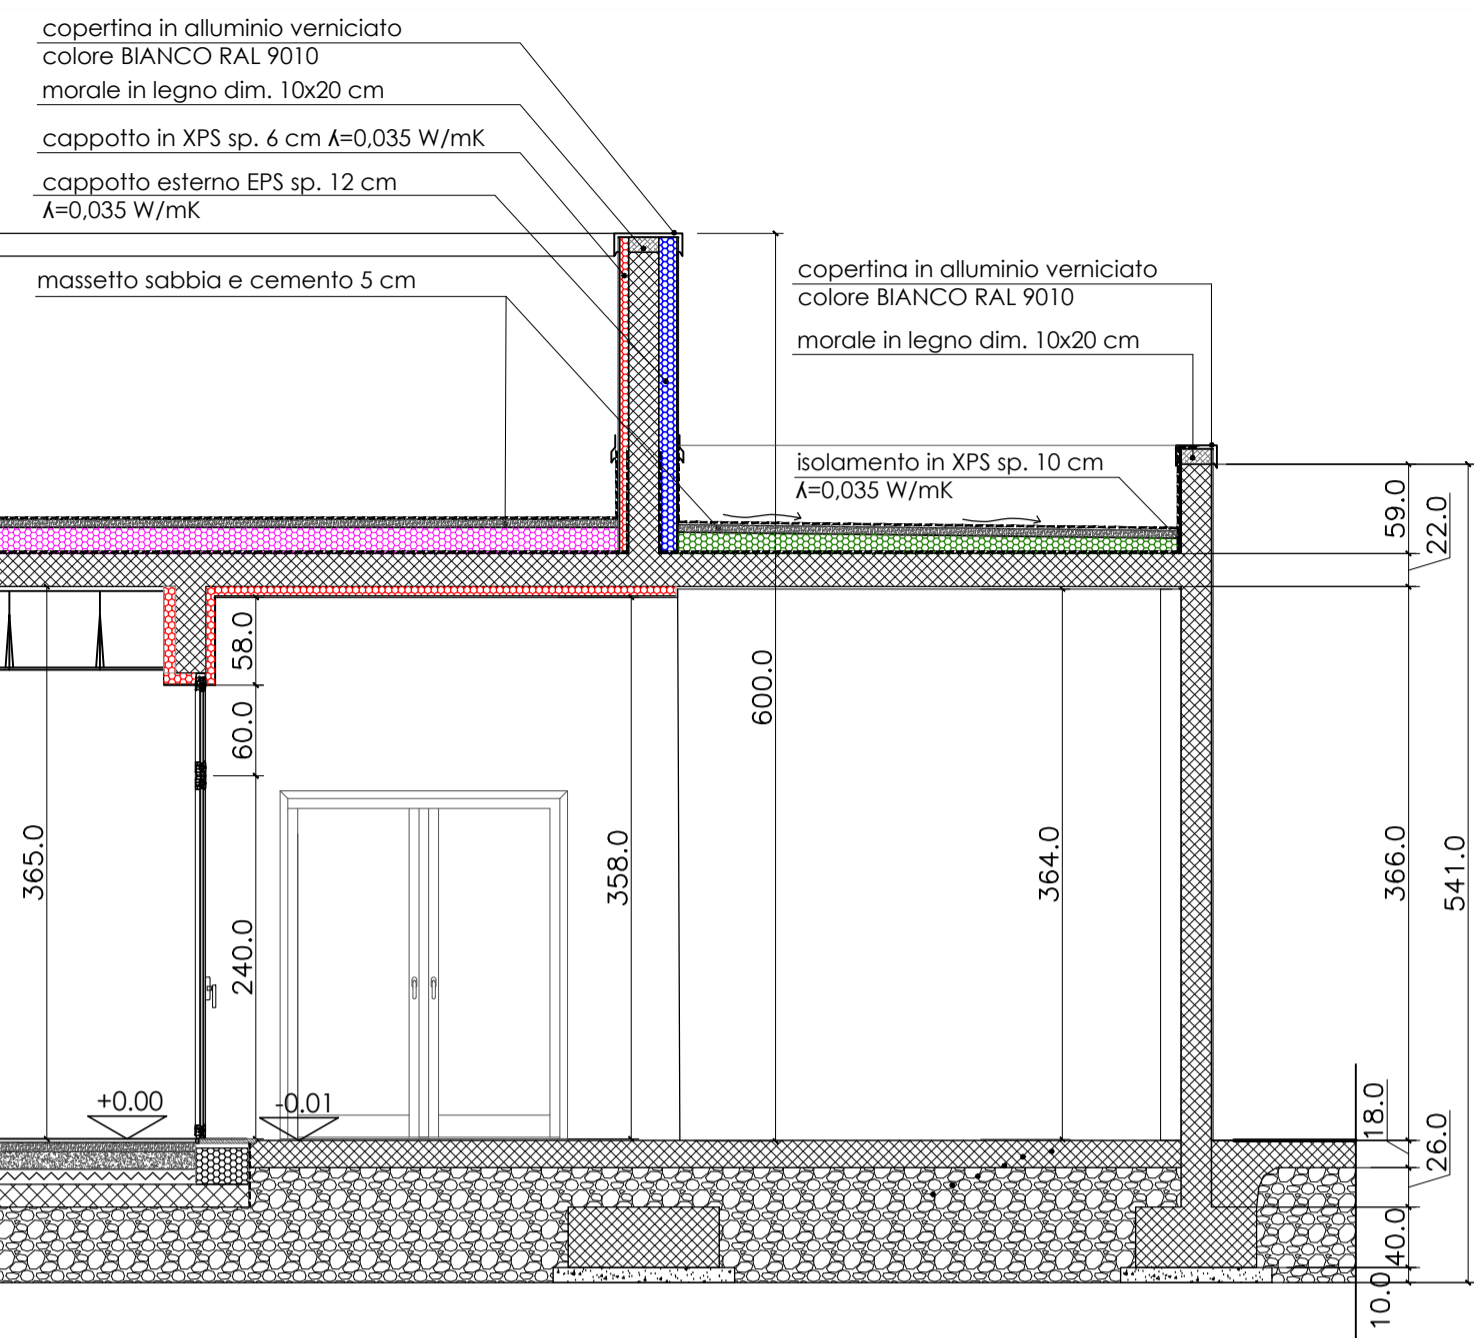 copertina in alluminio verniciato
colore BIANCO RAL 9010
morale in legno dim. 10x20 cm
cappotto in XPS sp. 6 cm ʎ=0,035 W/mK
cappotto esterno EPS sp. 12 cm
ʎ=0,035 W/mK
massetto sabbia e cemento 5 cm
copertina in alluminio verniciato
colore BIANCO RAL 9010
morale in legno dim. 10x20 cm
isolamento in XPS sp. 10 cm
ʎ=0,035 W/mK
59.0
22.0
58.0
60.0
600.0
365.0
240.0
358.0
364.0
366.0
541.0
+0.00
-0.01
18.0
26.0
40.0
10.0